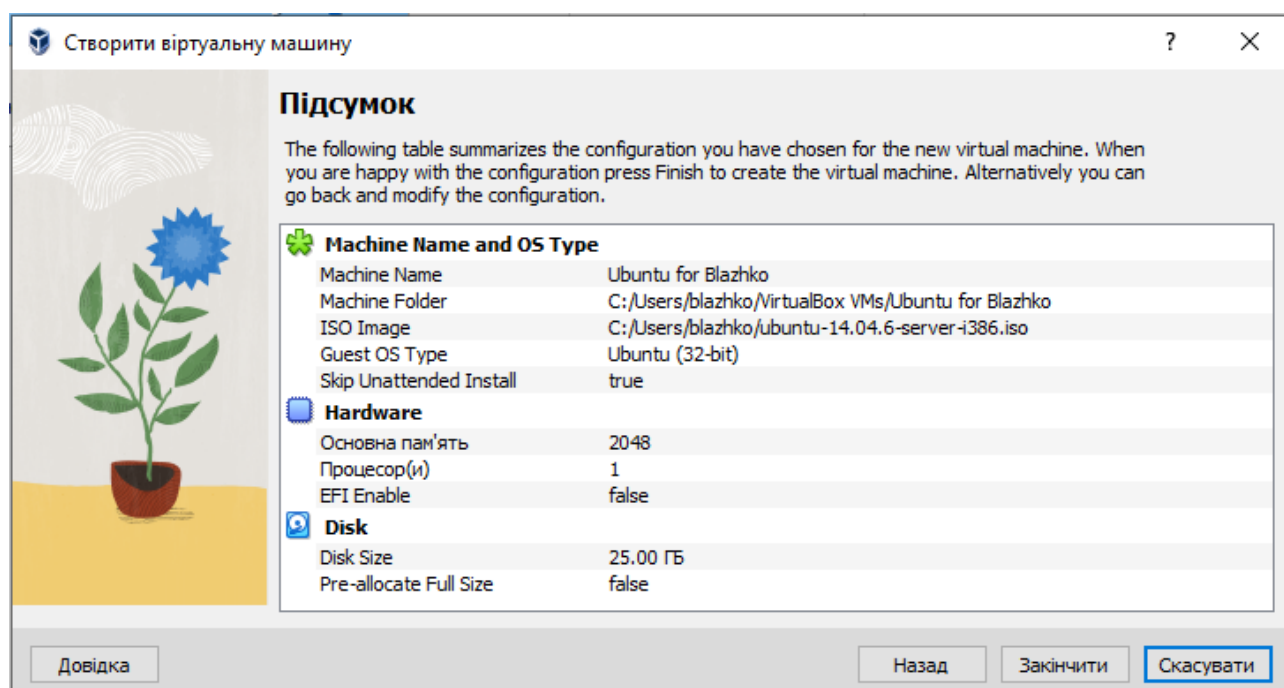 Створити віртуальну машину
?
Підсумок
The following table summarizes the configuration you have chosen for the new virtual machine. When
you are happy with the configuration press Finish to create the virtual machine. Alternatively you can
go back and modify the configuration.
Machine Name and OS Type
Machine Name Ubuntu for Blazhko
Machine Folder C:/Users/blazhko/VirtualBox VMs/Ubuntu for Blazhko
ISO Image C:/Users/blazhko/ubuntu-14.04.6-server-i386.iso
Guest OS Type Ubuntu (32-bit)
Skip Unattended Install true
Hardware
Основна пам'ять 2048
Процесор(и) 1
EFI Enable false
Disk
Disk Size 25.00 ГБ
Pre-allocate Full Size false
Довідка Назад Закінчити Скасувати